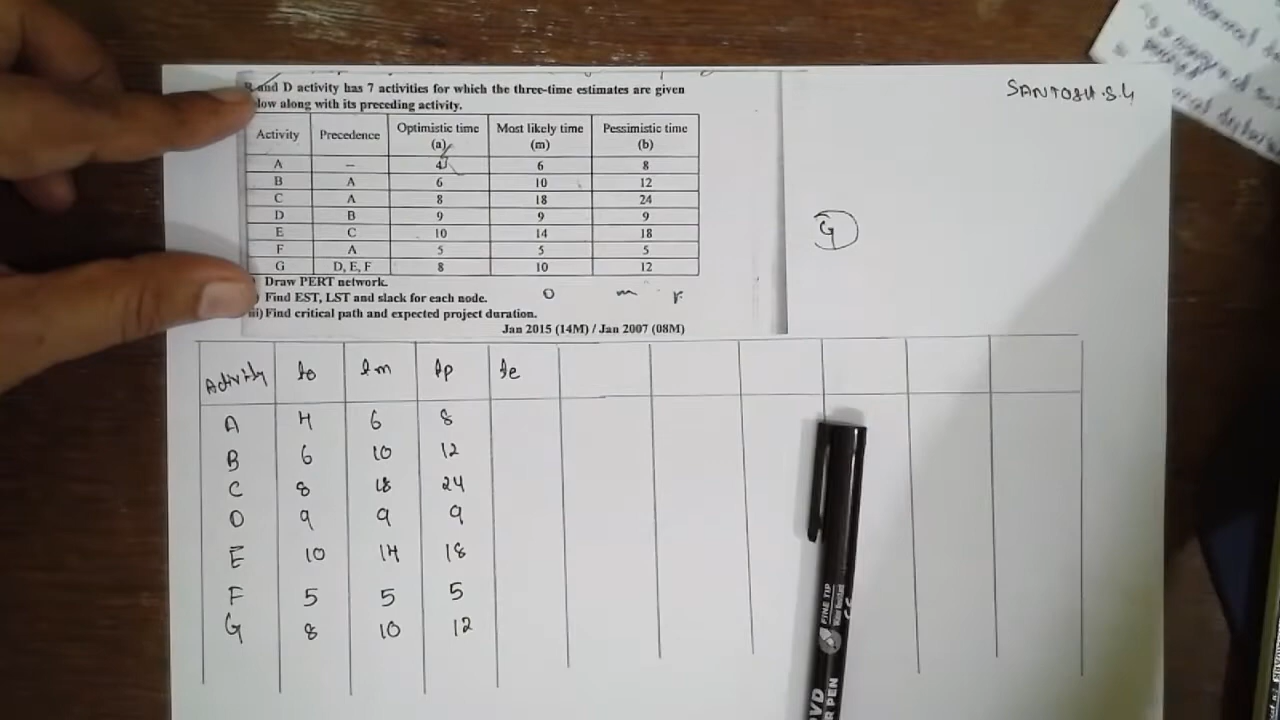 R and D activity has 7 activities for which the three-time estimates are given
low along with its preceding activity.
Activity Precedence Optimistic time (a) Most likely time (m) Pessimistic time (b)
A – 4 6 8
B A 6 10 12
C A 8 18 24
D B 9 9 9
E C 10 14 18
F A 5 5 5
G D, E, F 8 10 12
) Draw PERT network.
) Find EST, LST and slack for each node.
iii) Find critical path and expected project duration.
Jan 2015 (14M) / Jan 2007 (08M)
o m p
SANTOSH.S.G
G
Activity to tm tp te
A 4 6 8
B 6 10 12
C 8 18 24
D 9 9 9
E 10 14 18
F 5 5 5
G 8 10 12
FINE TIP
R PEN